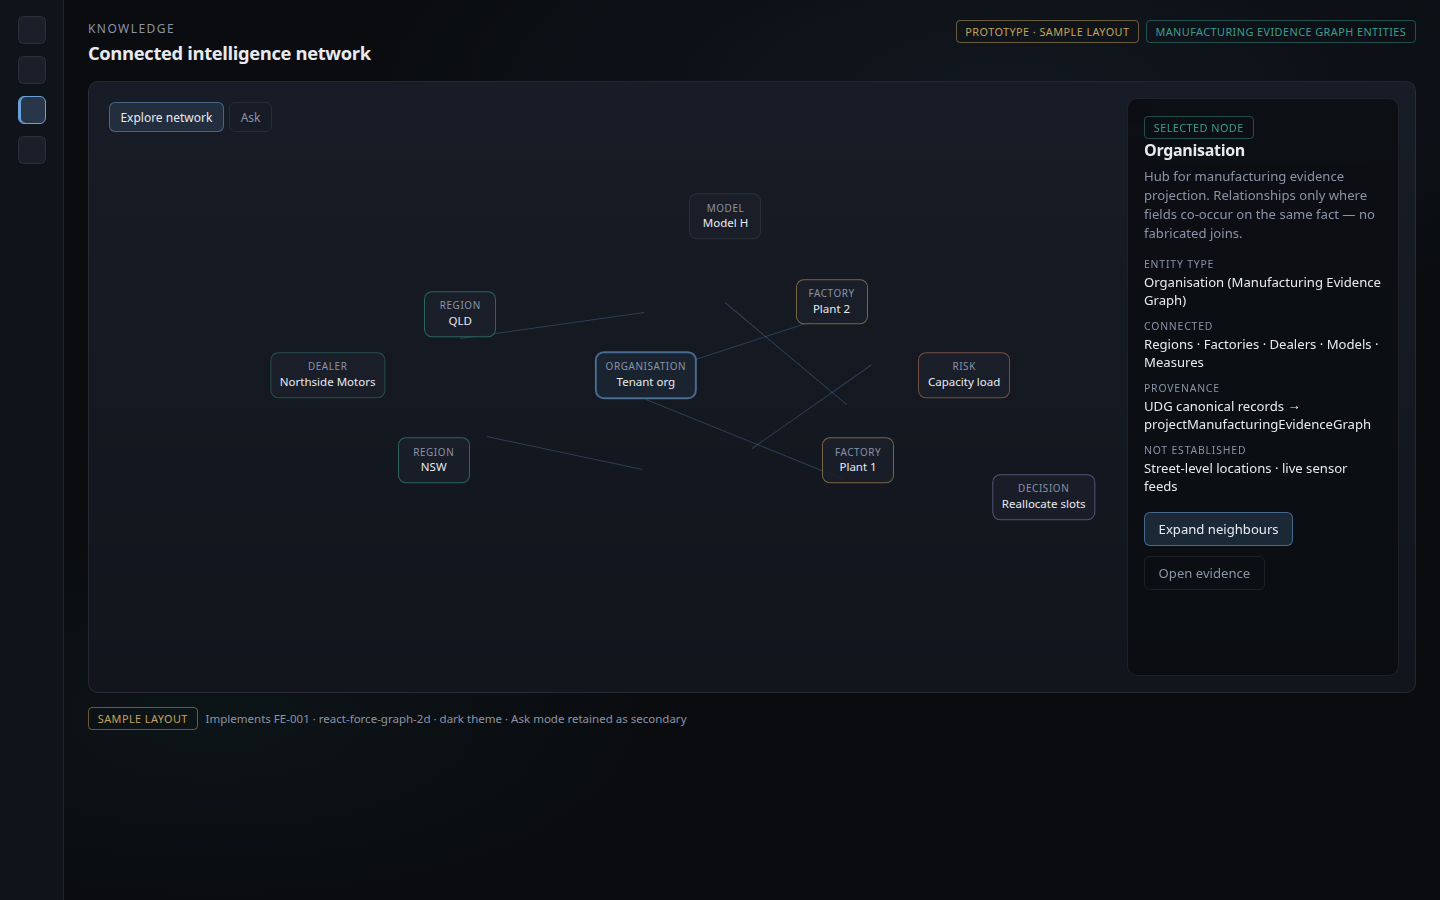 KNOWLEDGE
Connected intelligence network
PROTOTYPE · SAMPLE LAYOUT
MANUFACTURING EVIDENCE GRAPH ENTITIES
Explore network
Ask
MODEL
Model H
REGION
QLD
FACTORY
Plant 2
DEALER
Northside Motors
ORGANISATION
Tenant org
RISK
Capacity load
REGION
NSW
FACTORY
Plant 1
DECISION
Reallocate slots
SELECTED NODE
Organisation
Hub for manufacturing evidence
projection. Relationships only where
fields co-occur on the same fact — no
fabricated joins.
ENTITY TYPE
Organisation (Manufacturing Evidence
Graph)
CONNECTED
Regions · Factories · Dealers · Models ·
Measures
PROVENANCE
UDG canonical records →
projectManufacturingEvidenceGraph
NOT ESTABLISHED
Street-level locations · live sensor
feeds
Expand neighbours
Open evidence
SAMPLE LAYOUT
Implements FE-001 · react-force-graph-2d · dark theme · Ask mode retained as secondary